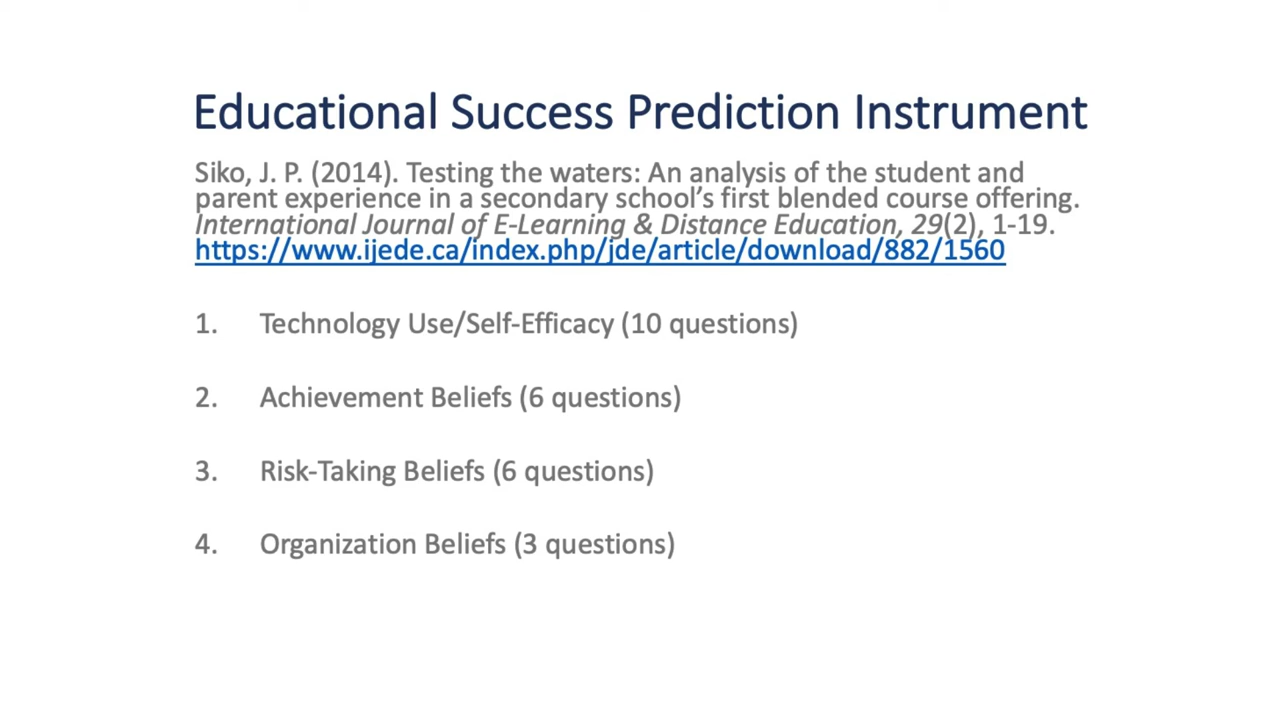 Educational Success Prediction Instrument
Siko, J. P. (2014). Testing the waters: An analysis of the student and
parent experience in a secondary school’s first blended course offering.
International Journal of E-Learning & Distance Education, 29(2), 1-19.
https://www.ijede.ca/index.php/jde/article/download/882/1560
1. Technology Use/Self-Efficacy (10 questions)
2. Achievement Beliefs (6 questions)
3. Risk-Taking Beliefs (6 questions)
4. Organization Beliefs (3 questions)